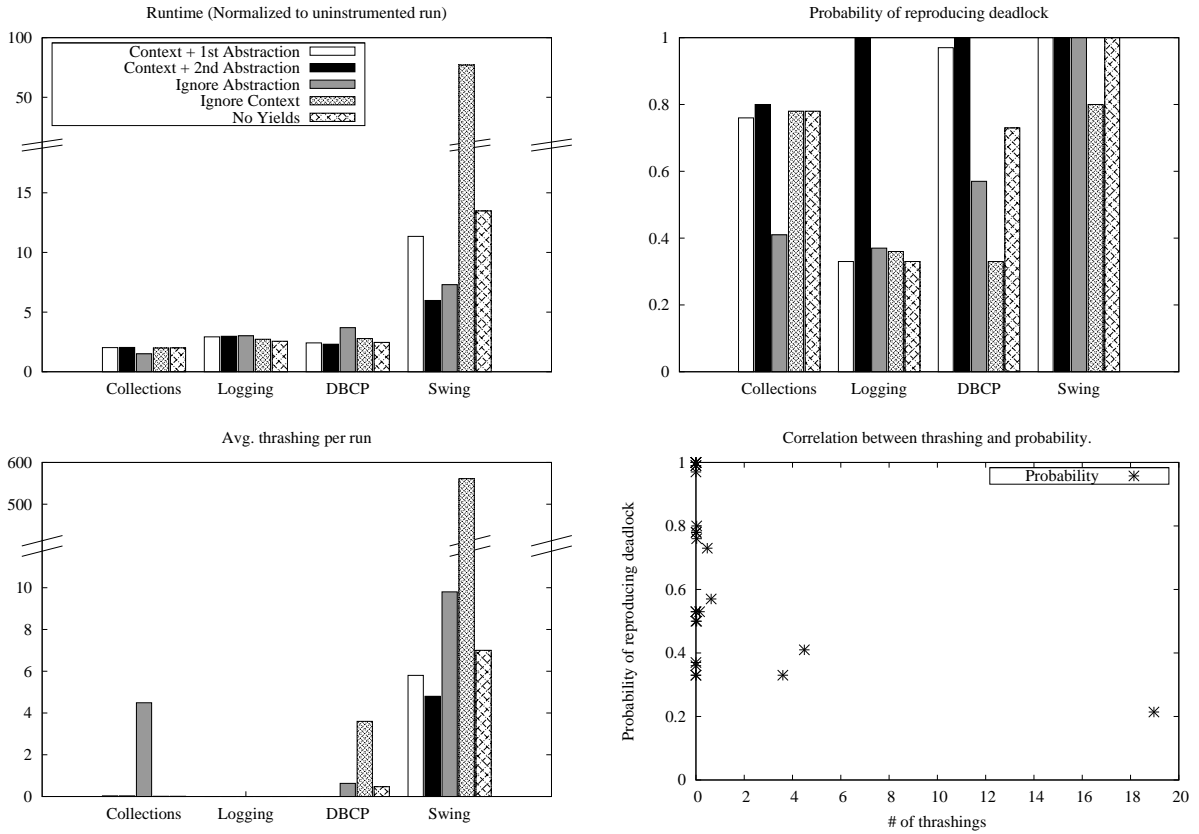 Runtime (Normalized to uninstrumented run)
100
50
15
10
5
0
Context + 1st Abstraction
Context + 2nd Abstraction
Ignore Abstraction
Ignore Context
No Yields
Collections Logging DBCP Swing
Probability of reproducing deadlock
1
0.8
0.6
0.4
0.2
0
Collections Logging DBCP Swing
Avg. thrashing per run
600
500
10
8
6
4
2
0
Collections Logging DBCP Swing
Correlation between thrashing and probability.
Probability
Probability of reproducing deadlock
1
0.8
0.6
0.4
0.2
0
0 2 4 6 8 10 12 14 16 18 20
# of thrashings